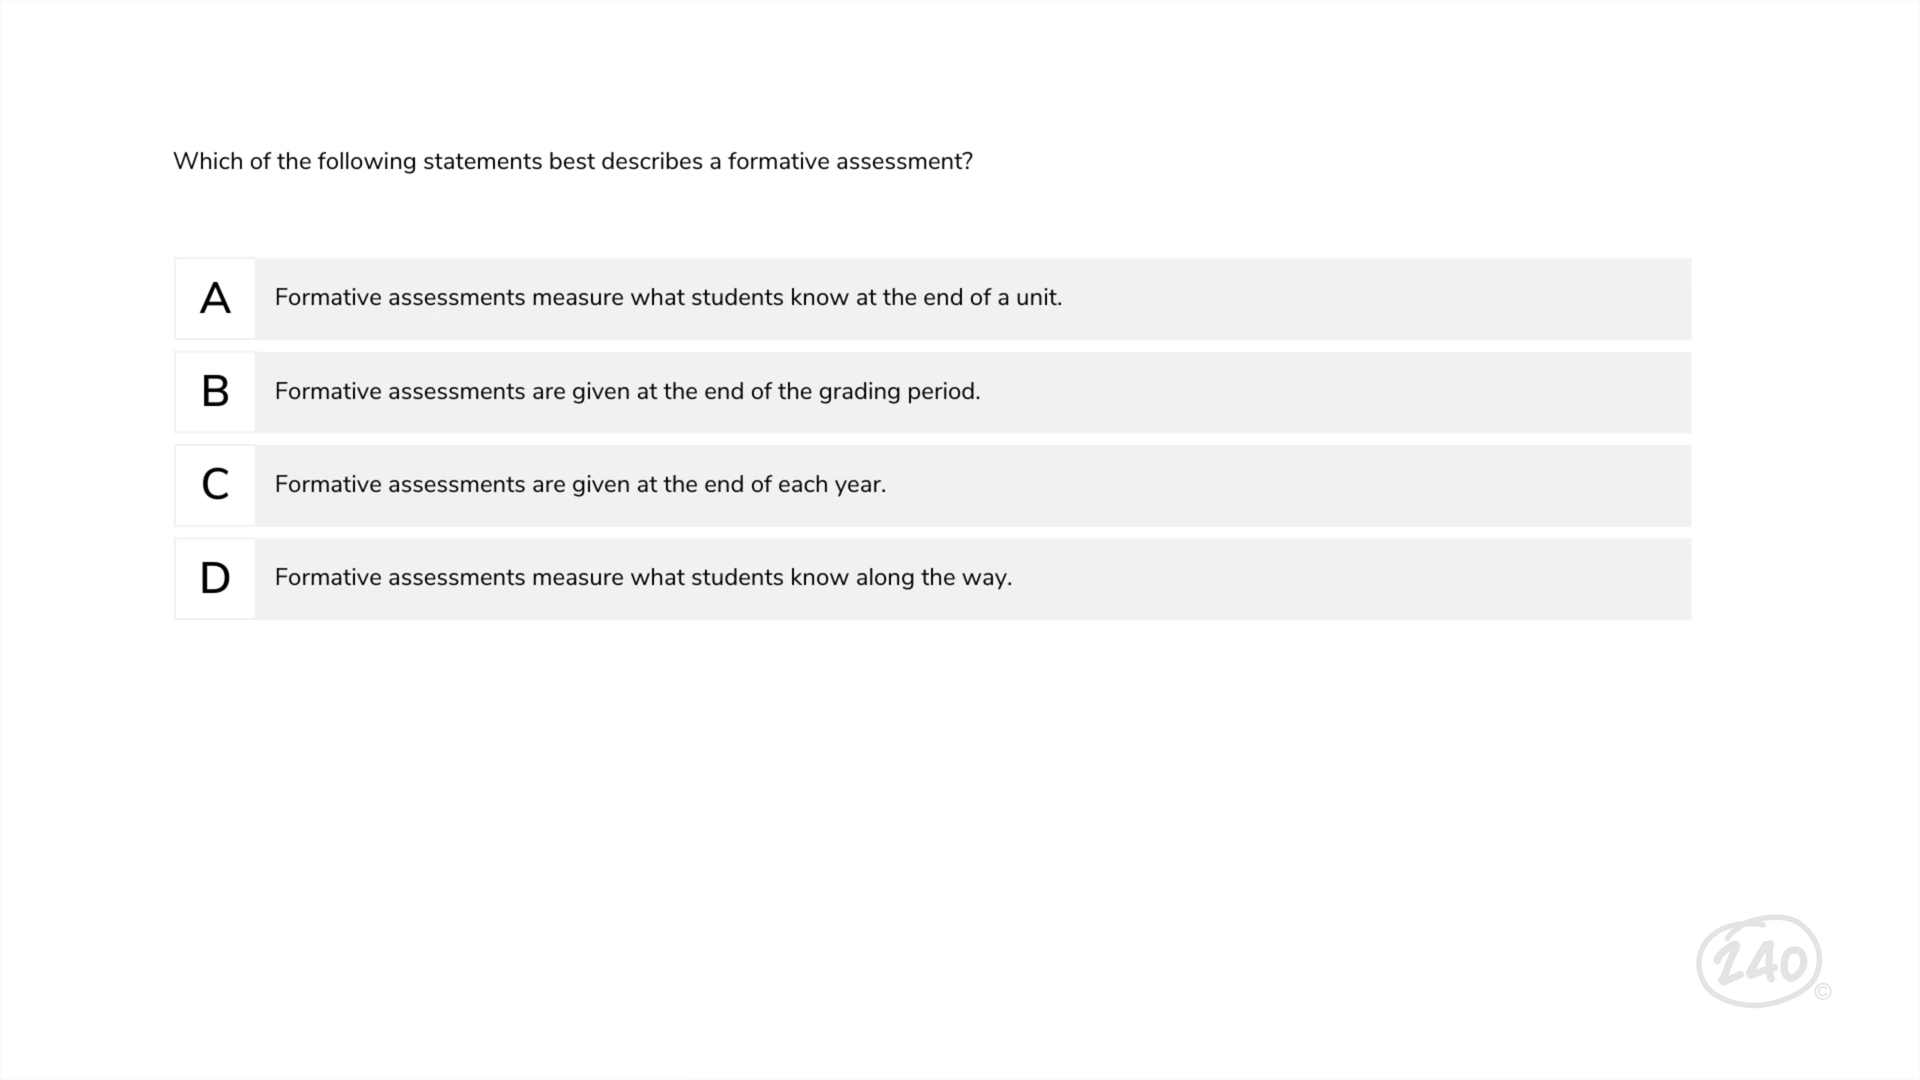 Which of the following statements best describes a formative assessment?
A Formative assessments measure what students know at the end of a unit.
B Formative assessments are given at the end of the grading period.
C Formative assessments are given at the end of each year.
D Formative assessments measure what students know along the way.
240 ©